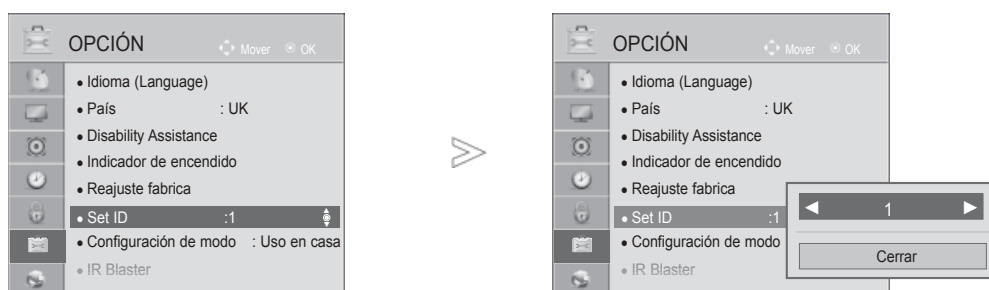 OPCIÓN Mover OK
• Idioma (Language)
• País : UK
• Disability Assistance
• Indicador de encendido
• Reajuste fabrica
• Set ID :1
• Configuración de modo : Uso en casa
• IR Blaster
OPCIÓN Mover OK
• Idioma (Language)
• País : UK
• Disability Assistance
• Indicador de encendido
• Reajuste fabrica
• Set ID :1
• Configuración de modo
• IR Blaster
◀ 1 ▶
Cerrar